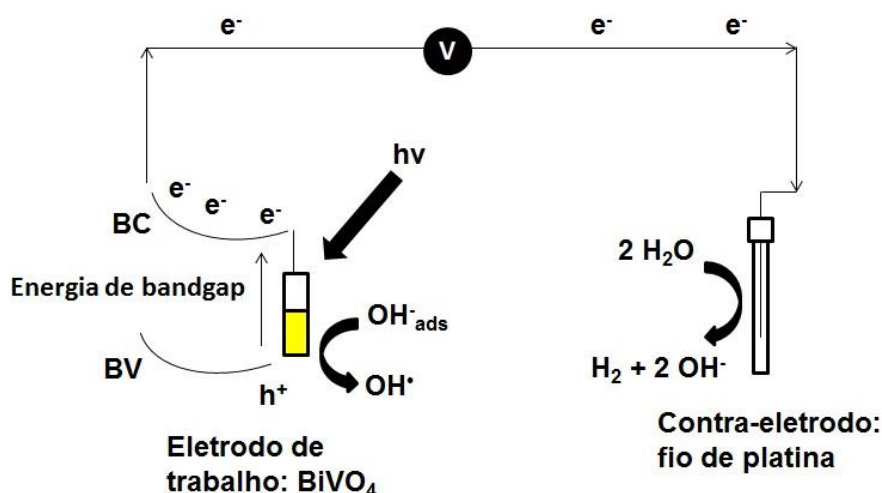 e⁻
e⁻
e⁻
V
hν
e⁻
e⁻
e⁻
BC
Energia de bandgap
OH⁻ads
BV
h⁺
OH•
2 H₂O
H₂ + 2 OH⁻
Eletrodo de
trabalho: BiVO₄
Contra-eletrodo:
fio de platina